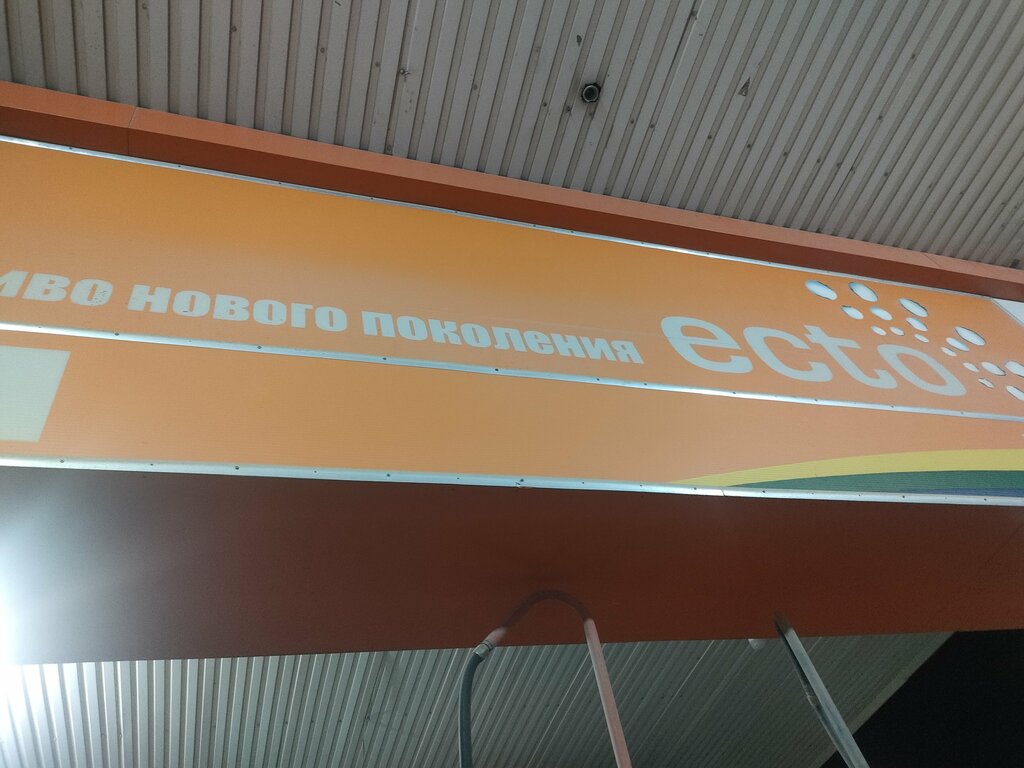 иво нового поколения ecto